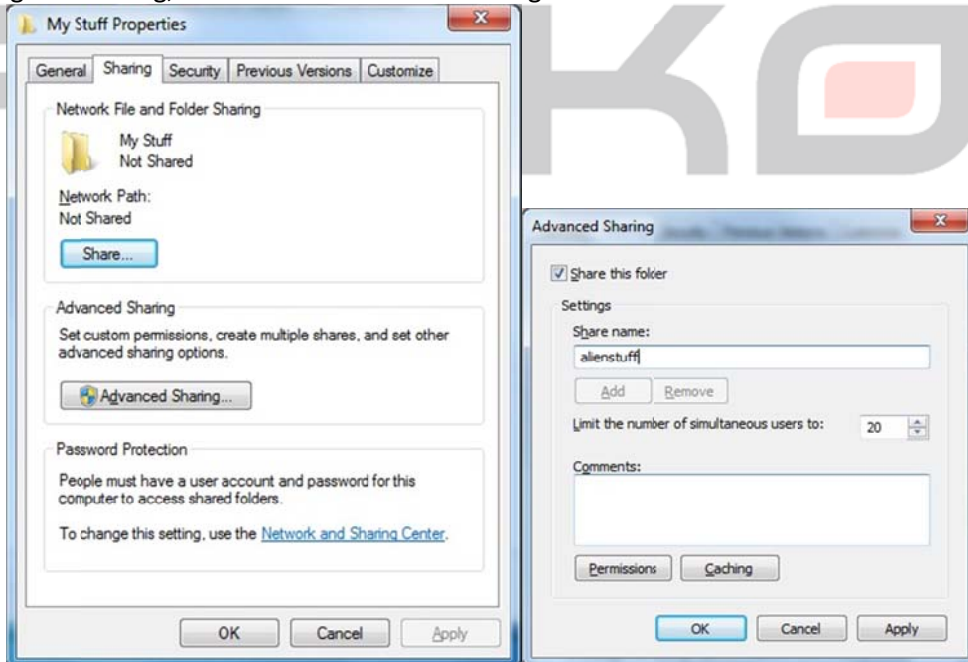 My Stuff Properties
General Sharing Security Previous Versions Customize
Network File and Folder Sharing
My Stuff
Not Shared
Network Path:
Not Shared
Share...
Advanced Sharing
Set custom permissions, create multiple shares, and set other
advanced sharing options.
Advanced Sharing...
Password Protection
People must have a user account and password for this
computer to access shared folders.
To change this setting, use the Network and Sharing Center.
OK Cancel Apply
Advanced Sharing
Share this folder
Settings
Share name:
alienstuff
Add Remove
Limit the number of simultaneous users to: 20
Comments:
Permissions Caching
OK Cancel Apply